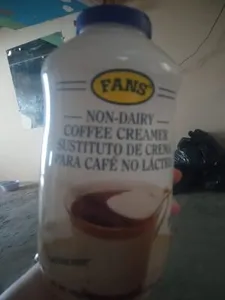 FANS
NON-DAIRY
COFFEE CREAMER
SUSTITUTO DE CREMA
PARA CAFÉ NO LÁCTEO